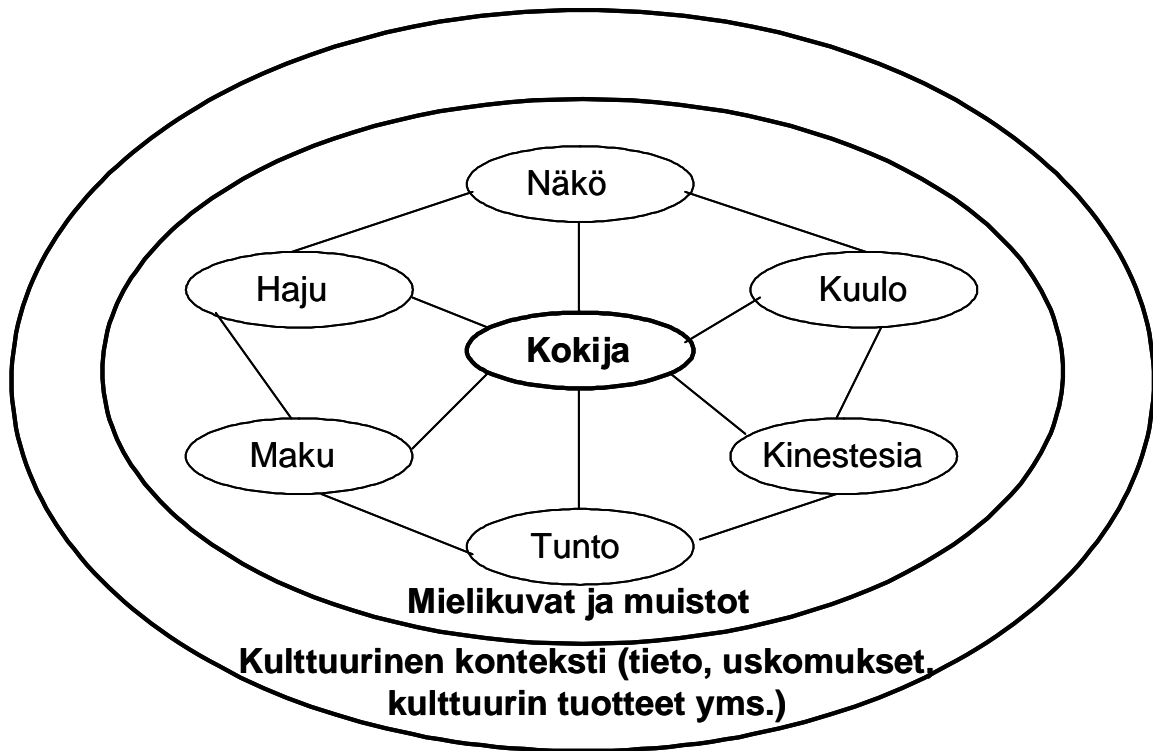 Näkö
Haju
Kuulo
Kokija
Maku
Kinestesia
Tunto
Mielikuvat ja muistot
Kulttuurinen konteksti (tieto, uskomukset,
kulttuurin tuotteet yms.)